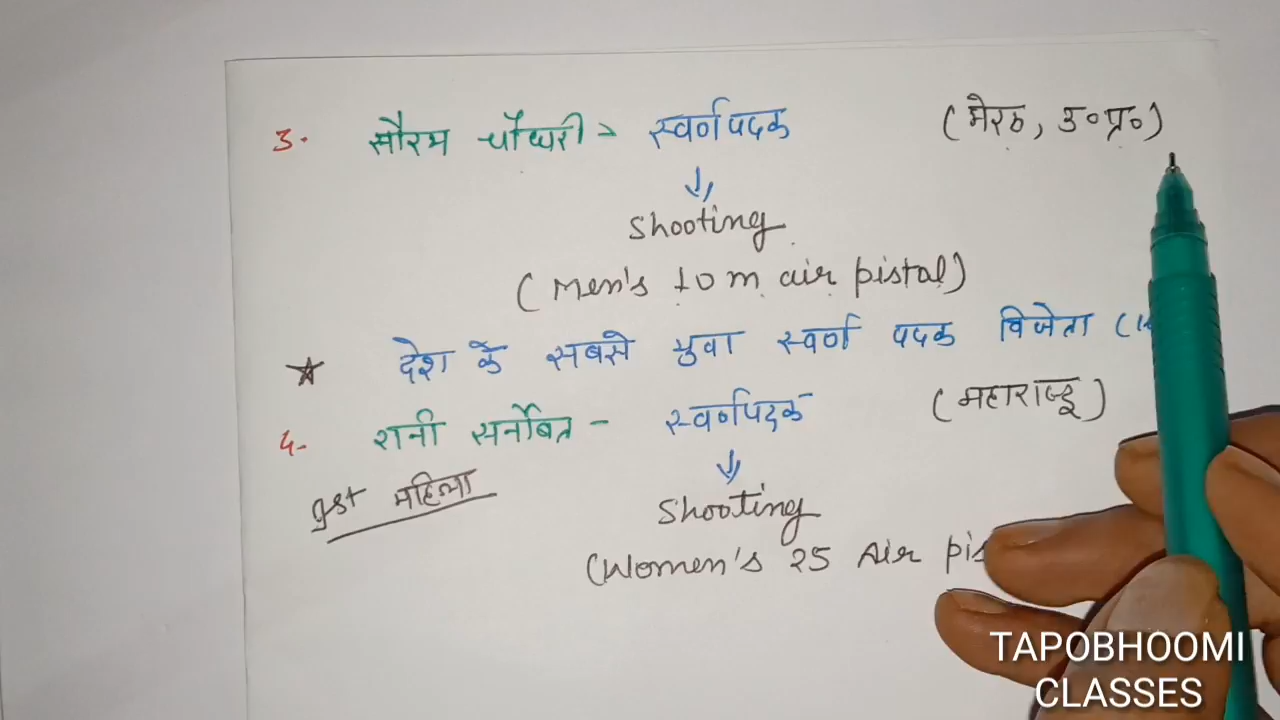 3. सौरभ चौधरी > स्वर्णपदक (मेरठ, उ०प्र०)
Shooting
(Men's 10 m air pistal)
देश के सबसे युवा स्वर्ण पदक विजेता
4. रानी सर्नोबत - स्वर्णपदक (महाराष्ट्र)
1st महिला
Shooting
(Women's 25 Air pis
TAPOBHOOMI
CLASSES